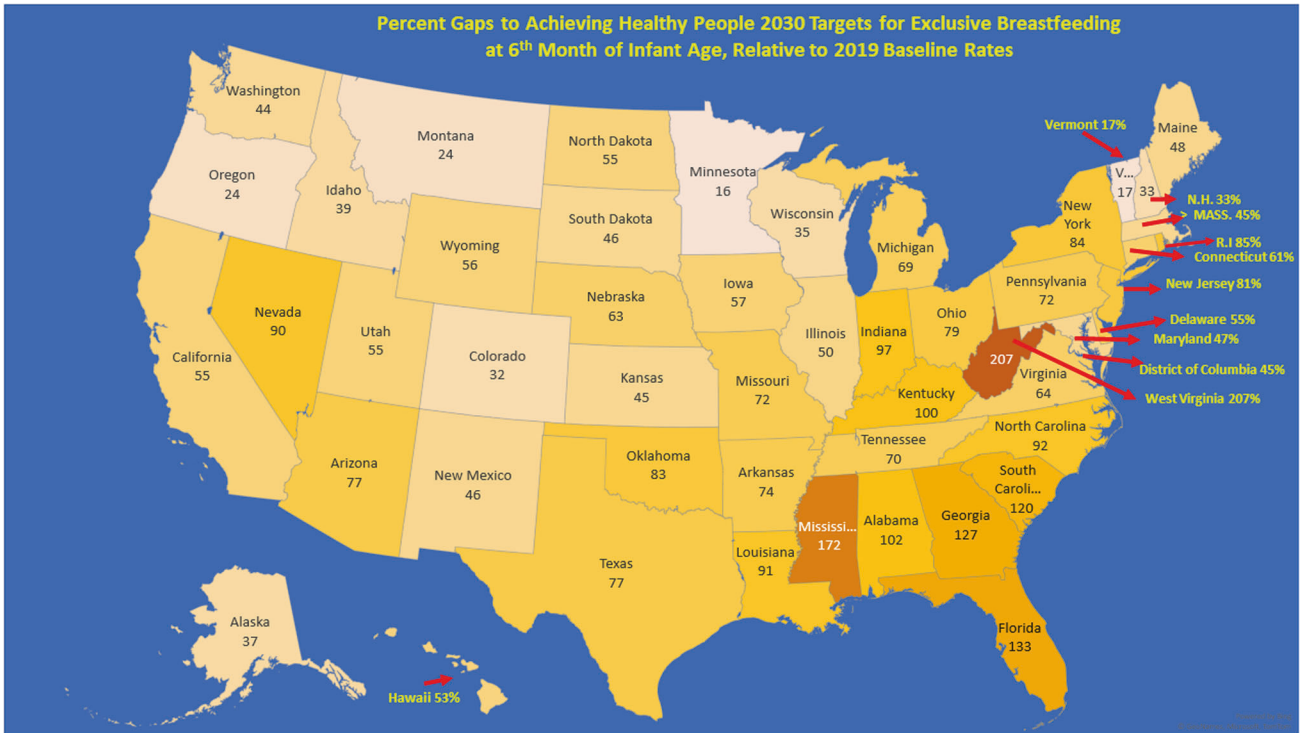 Percent Gaps to Achieving Healthy People 2030 Targets for Exclusive Breastfeeding
at 6th Month of Infant Age, Relative to 2019 Baseline Rates
Washington
44
Oregon
24
Idaho
39
Montana
24
North Dakota
55
Minnesota
16
South Dakota
46
Wisconsin
35
Wyoming
56
Nebraska
63
Iowa
57
Michigan
69
New
York
84
Vermont 17%
V...
17
33
Maine
48
N.H. 33%
> MASS. 45%
R.I 85%
Connecticut 61%
New Jersey 81%
Delaware 55%
Maryland 47%
District of Columbia 45%
West Virginia 207%
Pennsylvania
72
Nevada
90
Utah
55
Colorado
32
Kansas
45
Missouri
72
Illinois
50
Indiana
97
Ohio
79
207
Virginia
64
Kentucky
100
California
55
Arizona
77
New Mexico
46
Oklahoma
83
Arkansas
74
Tennessee
70
North Carolina
92
South
Caroli...
120
Texas
77
Louisiana
91
Mississi...
172
Alabama
102
Georgia
127
Florida
133
Alaska
37
Hawaii 53%